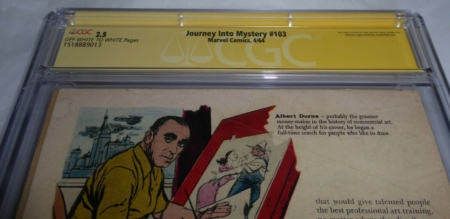 CGC 2.5
OFF-WHITE TO WHITE Pages
1518889013
Journey Into Mystery #103
Marvel Comics, 4/64
CGC
Albert Dorne – probably the greatest
money-maker in the history of commercial art.
At the height of his career, he began a
full-time search for people who like to draw.
that would give talented people
the best professional art training,